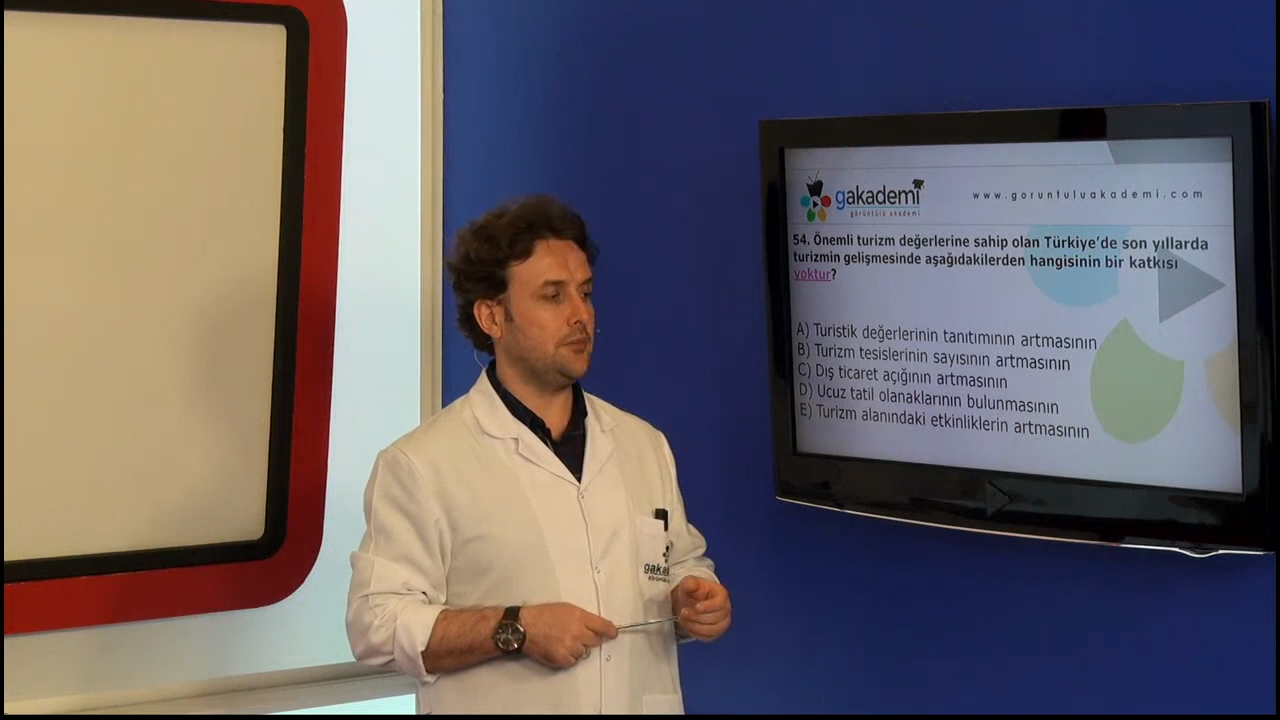 gakademi
görüntülü akademi
www.goruntuluakademi.com
54. Önemli turizm değerlerine sahip olan Türkiye'de son yıllarda
turizmin gelişmesinde aşağıdakilerden hangisinin bir katkısı
yoktur?
A) Turistik değerlerinin tanıtımının artmasının
B) Turizm tesislerinin sayısının artmasının
C) Dış ticaret açığının artmasının
D) Ucuz tatil olanaklarının bulunmasının
E) Turizm alanındaki etkinliklerin artmasının